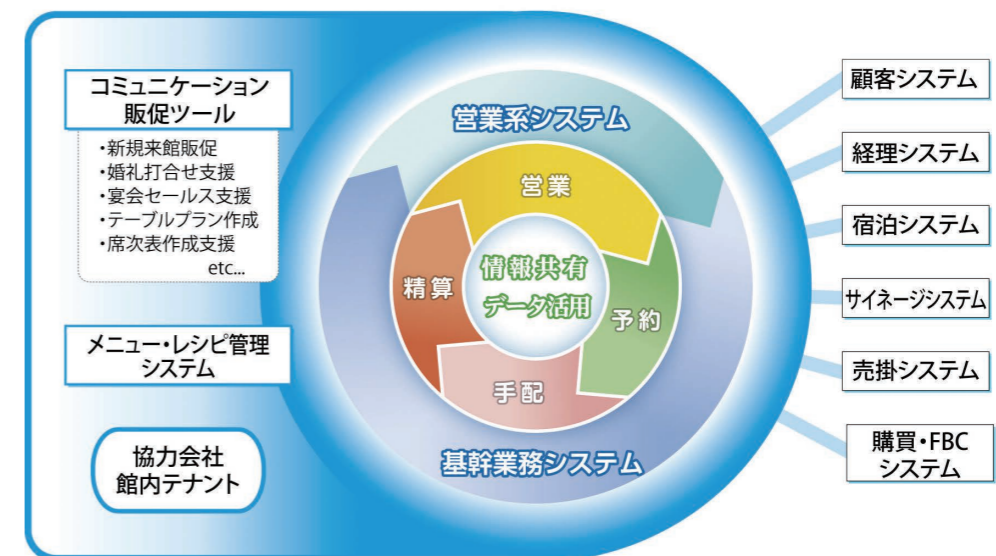 コミュニケーション
販促ツール
・新規来館販促
・婚礼打合せ支援
・宴会セールス支援
・テーブルプラン作成
・席次表作成支援
etc...
メニュー・レシピ管理
システム
協力会社
館内テナント
営業系システム
営業
精算
情報共有
データ活用
予約
手配
基幹業務システム
顧客システム
経理システム
宿泊システム
サイネージシステム
売掛システム
購買・FBC
システム